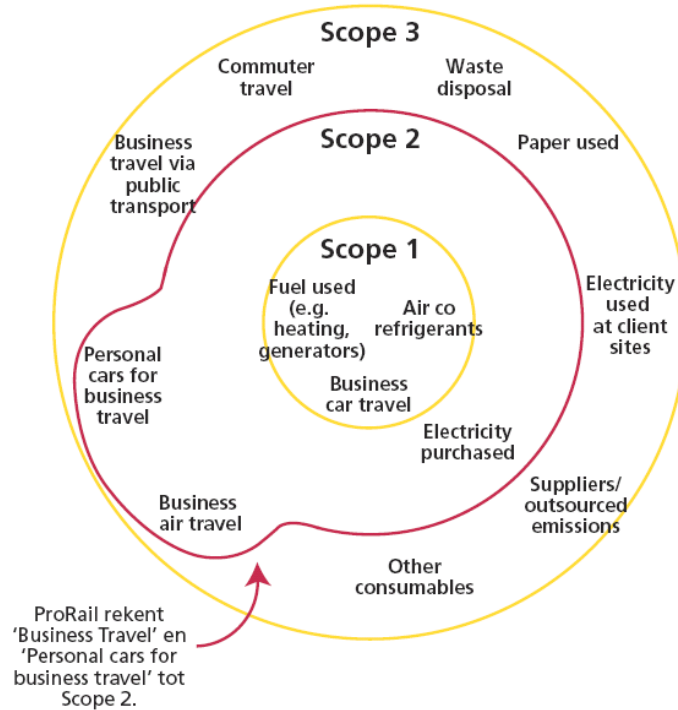 Scope 3
Commuter
travel
Waste
disposal
Business
travel via
public
transport
Scope 2
Paper used
Scope 1
Fuel used
(e.g.
heating,
generators)
Air co
refrigerants
Business
car travel
Electricity
used
at client
sites
Personal
cars for
business
travel
Electricity
purchased
Business
air travel
Suppliers/
outsourced
emissions
Other
consumables
ProRail rekent
‘Business Travel’ en
‘Personal cars for
business travel’ tot
Scope 2.